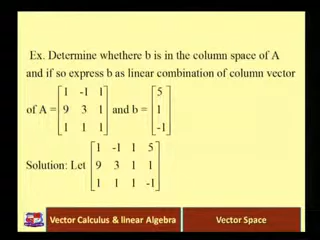 Ex. Determine whethere b is in the column space of A
and if so express b as linear combination of column vector
of A = [1 -1 1; 9 3 1; 1 1 1] and b = [5; 1; -1]
Solution: Let [1 -1 1 5; 9 3 1 1; 1 1 1 -1]
Vector Calculus & linear Algebra
Vector Space